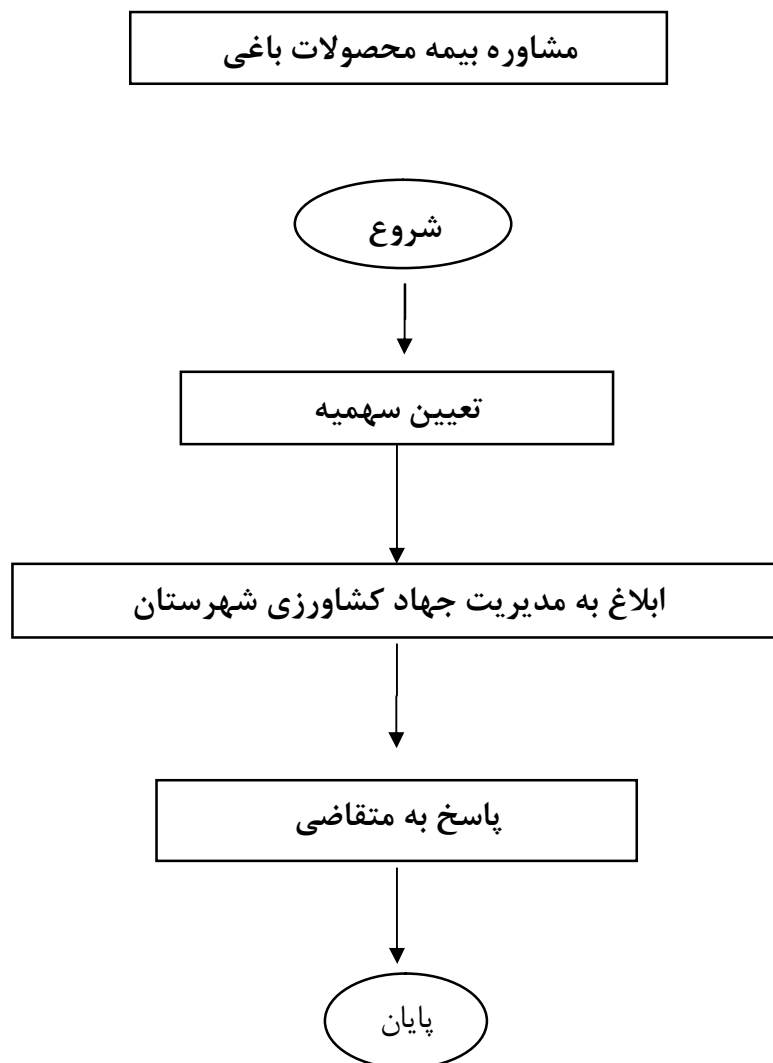 مشاوره بیمه محصولات باغی
شروع
تعیین سهمیه
ابلاغ به مدیریت جهاد کشاورزی شهرستان
پاسخ به متقاضی
پایان